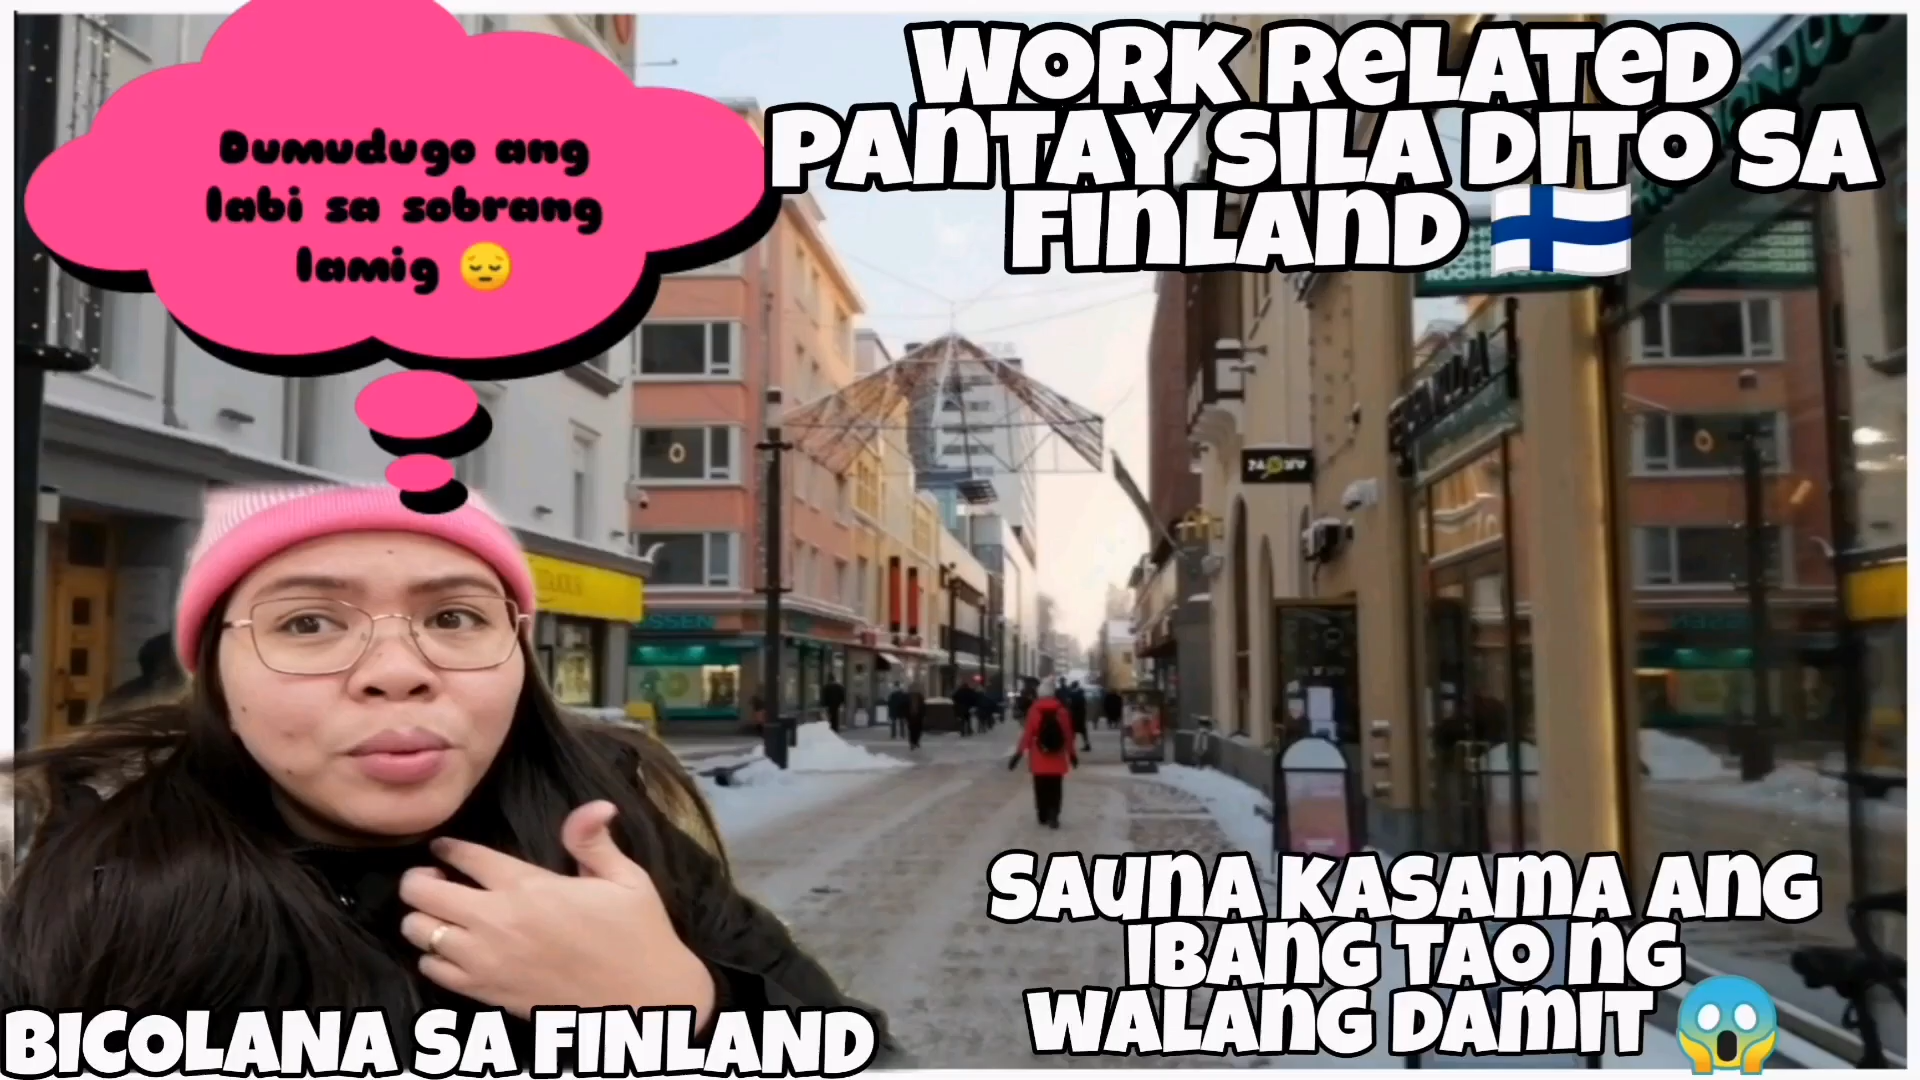 Dumudugo ang
labi sa sobrang
lamig 😔
WORK RELATED
PANTAY SILA DITO SA
FINLAND 🇫🇮
SAUNA KASAMA ANG
IBANG TAO NG
WALANG DAMIT 😱
BICOLANA SA FINLAND